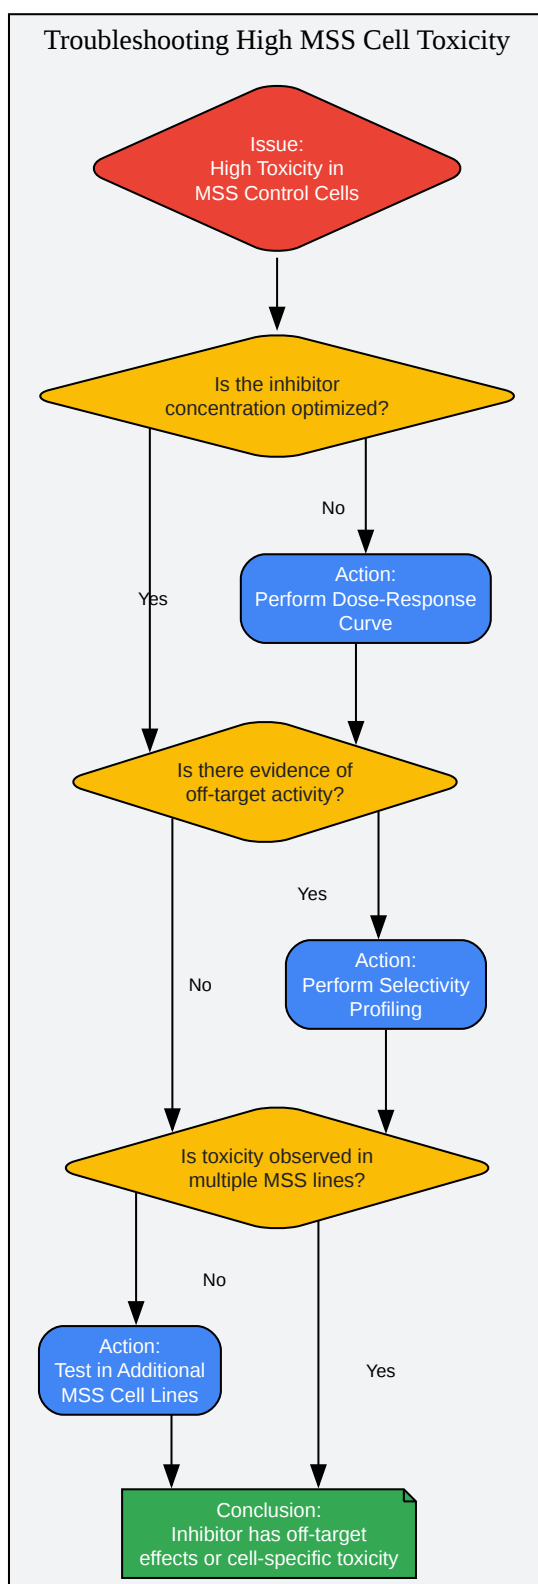 Troubleshooting High MSS Cell Toxicity
Issue:
High Toxicity in
MSS Control Cells
Is the inhibitor
concentration optimized?
No
Action:
Perform Dose-Response
Curve
Yes
Is there evidence of
off-target activity?
Yes
Action:
Perform Selectivity
Profiling
No
Is toxicity observed in
multiple MSS lines?
No
Action:
Test in Additional
MSS Cell Lines
Yes
Conclusion:
Inhibitor has off-target
effects or cell-specific toxicity